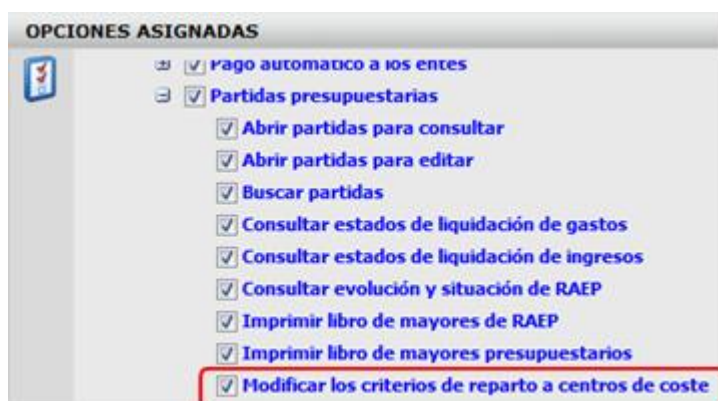 OPCIONES ASIGNADAS
Pago automático a los entes
Partidas presupuestarias
Abrir partidas para consultar
Abrir partidas para editar
Buscar partidas
Consultar estados de liquidación de gastos
Consultar estados de liquidación de ingresos
Consultar evolución y situación de RAEP
Imprimir libro de mayores de RAEP
Imprimir libro de mayores presupuestarios
Modificar los criterios de reparto a centros de coste